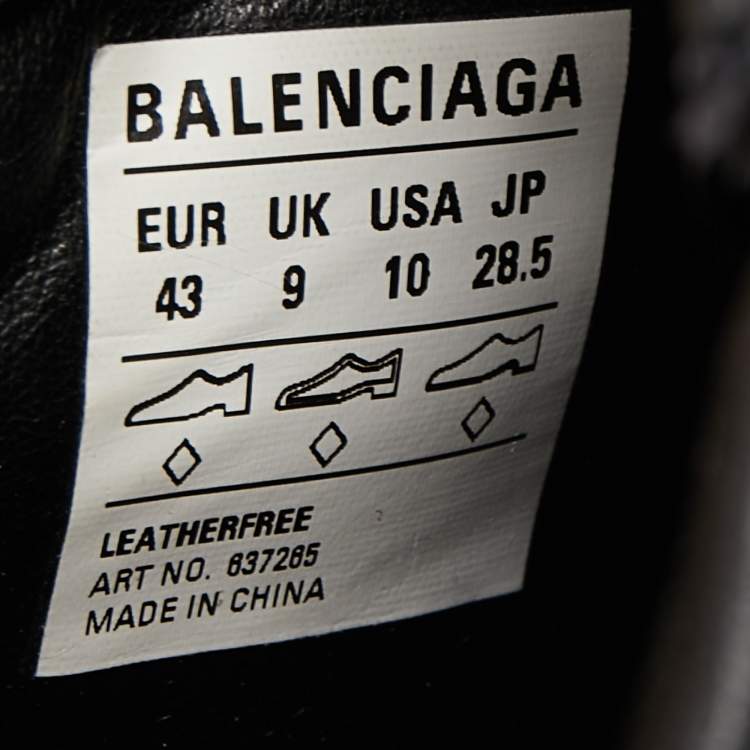 BALENCIAGA
EUR UK USA JP
43 9 10 28.5
LEATHERFREE
ART NO. 637265
MADE IN CHINA